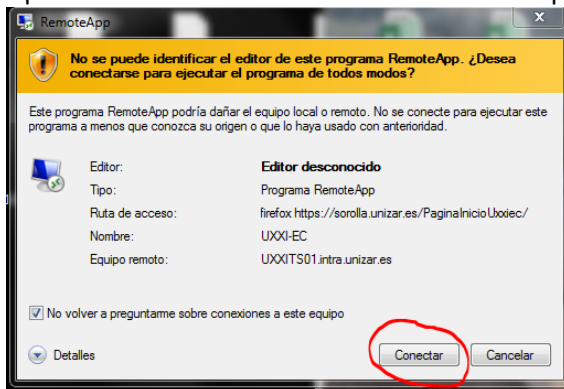 RemoteApp
No se puede identificar el editor de este programa RemoteApp. ¿Desea
conectarse para ejecutar el programa de todos modos?
Este programa RemoteApp podría dañar el equipo local o remoto. No se conecte para ejecutar este
programa a menos que conozca su origen o que lo haya usado con anterioridad.
Editor: Editor desconocido
Tipo: Programa RemoteApp
Ruta de acceso: firefox https://sorolla.unizar.es/PaginaInicioUxxiec/
Nombre: UXXI-EC
Equipo remoto: UXXITS01.intra.unizar.es
No volver a preguntarme sobre conexiones a este equipo
Detalles Conectar Cancelar